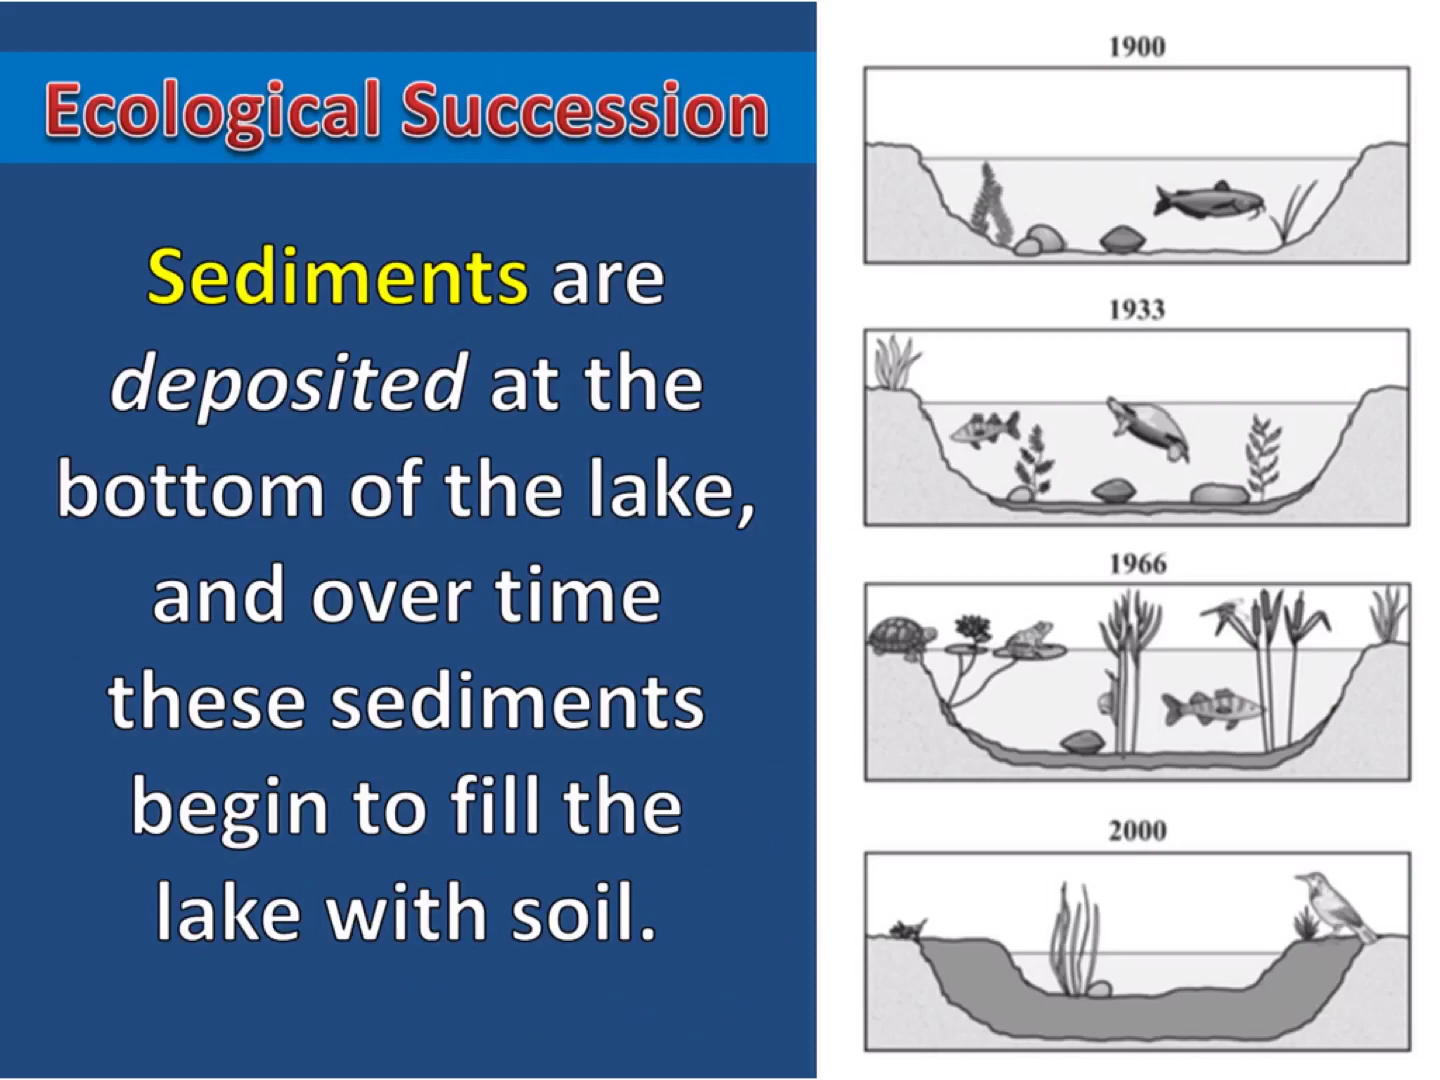 Ecological Succession
Sediments are
deposited at the
bottom of the lake,
and over time
these sediments
begin to fill the
lake with soil.
1900
1933
1966
2000